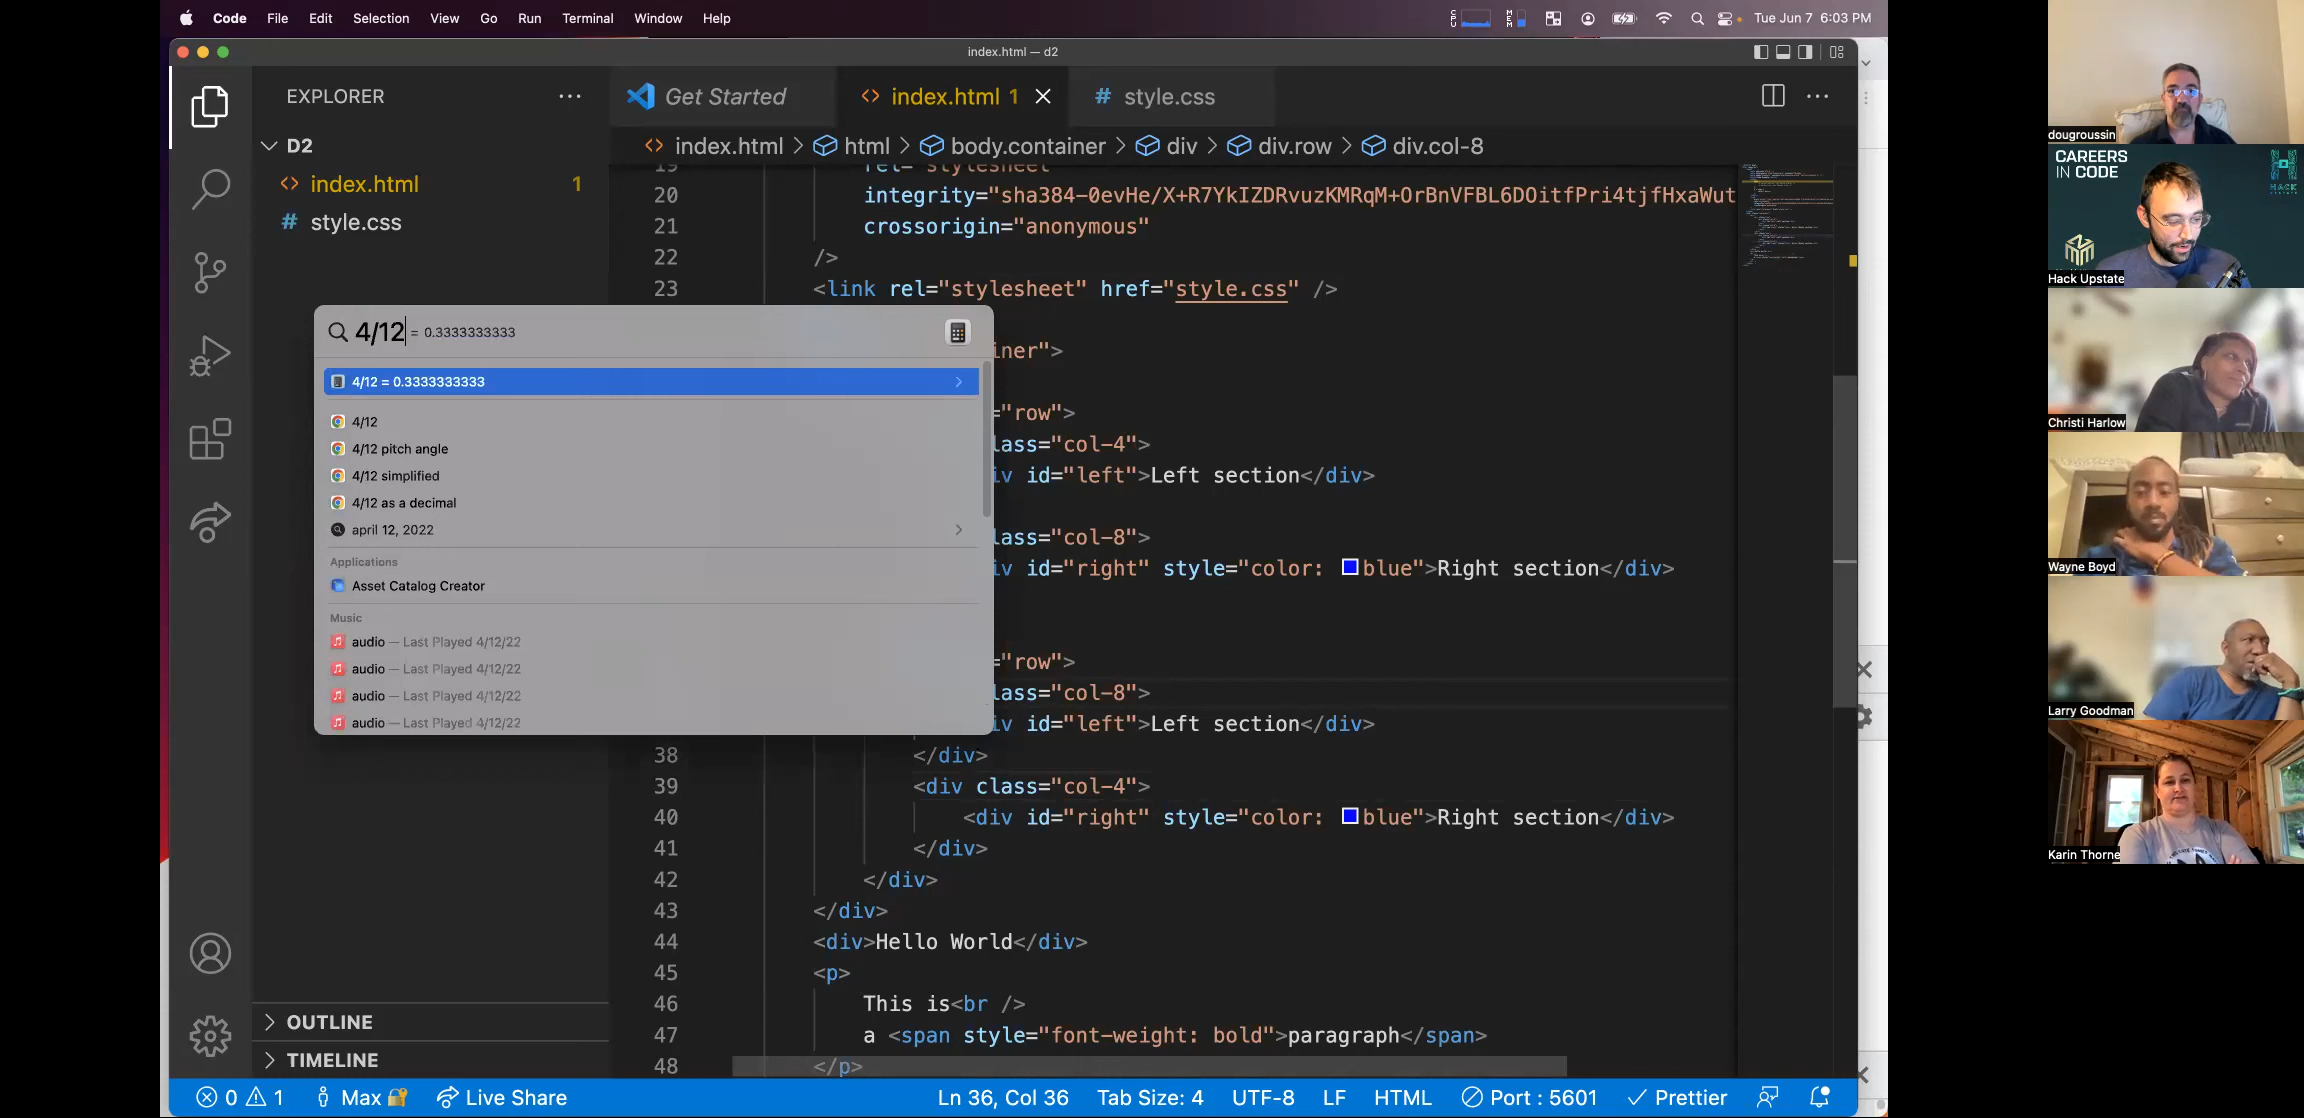 Code File Edit Selection View Go Run Terminal Window Help
CPU MEM Tue Jun 7 6:03 PM
index.html — d2
EXPLORER
D2
index.html 1
style.css
Get Started
index.html 1
style.css
index.html > html > body.container > div > div.row > div.col-8
19 rel="stylesheet"
20 integrity="sha384-0evHe/X+R7YkIZDRvuzKMRqM+OrBnVFBL6DOitfPri4tjfHxaWut
21 crossorigin="anonymous"
22 />
23 <link rel="stylesheet" href="style.css" />
4/12 = 0.3333333333
4/12 = 0.3333333333
4/12
4/12 pitch angle
4/12 simplified
4/12 as a decimal
april 12, 2022
Applications
Asset Catalog Creator
Music
audio — Last Played 4/12/22
audio — Last Played 4/12/22
audio — Last Played 4/12/22
audio — Last Played 4/12/22
iner">
="row">
lass="col-4">
iv id="left">Left section</div>
lass="col-8">
iv id="right" style="color: blue">Right section</div>
="row">
lass="col-8">
iv id="left">Left section</div>
38 </div>
39 <div class="col-4">
40 <div id="right" style="color: blue">Right section</div>
41 </div>
42 </div>
43 </div>
44 <div>Hello World</div>
45 <p>
46 This is<br />
47 a <span style="font-weight: bold">paragraph</span>
48 </p>
OUTLINE
TIMELINE
0 1 Max Live Share
Ln 36, Col 36 Tab Size: 4 UTF-8 LF HTML Port : 5601 Prettier
dougroussin
CAREERS
IN CODE
HACK
Hack Upstate
Christi Harlow
Wayne Boyd
Larry Goodman
Karin Thorne